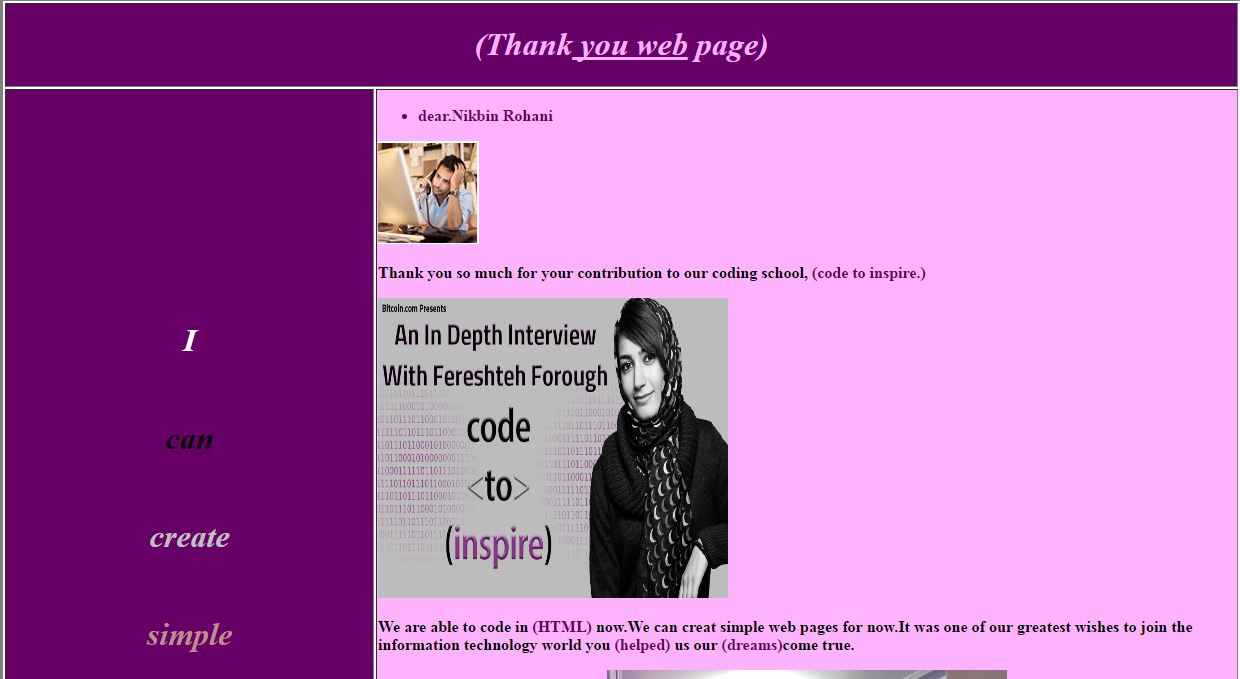 (Thank you web page)
I
can
create
simple
dear.Nikbin Rohani
Thank you so much for your contribution to our coding school, (code to inspire.)
Bitcoin.com Presents
An In Depth Interview
With Fereshteh Forough
code
<to>
(inspire)
We are able to code in (HTML) now.We can creat simple web pages for now.It was one of our greatest wishes to join the
information technology world you (helped) us our (dreams)come true.